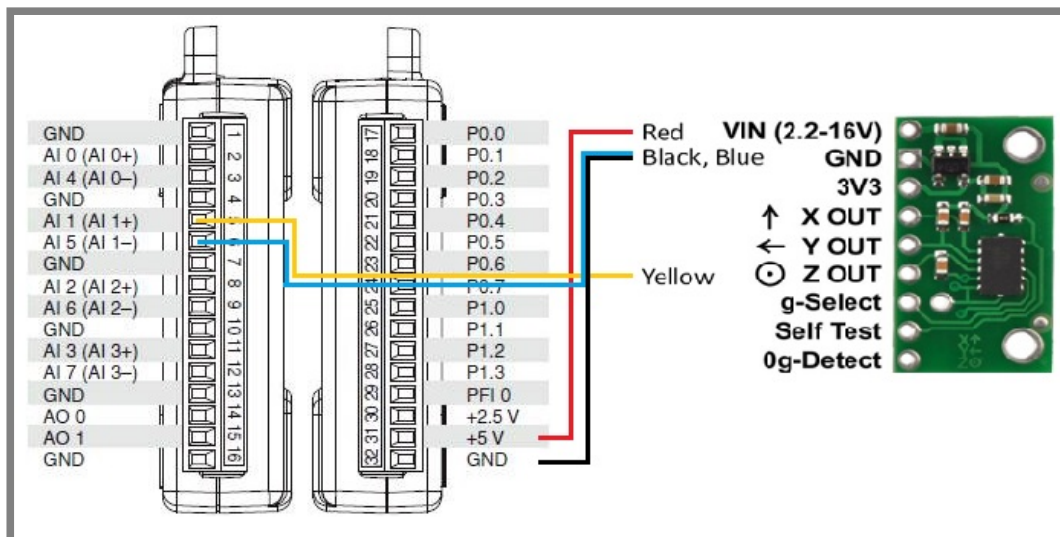 GND
AI 0 (AI 0+)
AI 4 (AI 0–)
GND
AI 1 (AI 1+)
AI 5 (AI 1–)
GND
AI 2 (AI 2+)
AI 6 (AI 2–)
GND
AI 3 (AI 3+)
AI 7 (AI 3–)
GND
AO 0
AO 1
GND
1
2
3
4
5
6
7
8
9
10
11
12
13
14
15
16
17
18
19
20
21
22
23
24
25
26
27
28
29
30
31
32
P0.0
P0.1
P0.2
P0.3
P0.4
P0.5
P0.6
P0.7
P1.0
P1.1
P1.2
P1.3
PFI 0
+2.5 V
+5 V
GND
Red
Black, Blue
Yellow
VIN (2.2-16V)
GND
3V3
↑ X OUT
← Y OUT
⊙ Z OUT
g-Select
Self Test
0g-Detect